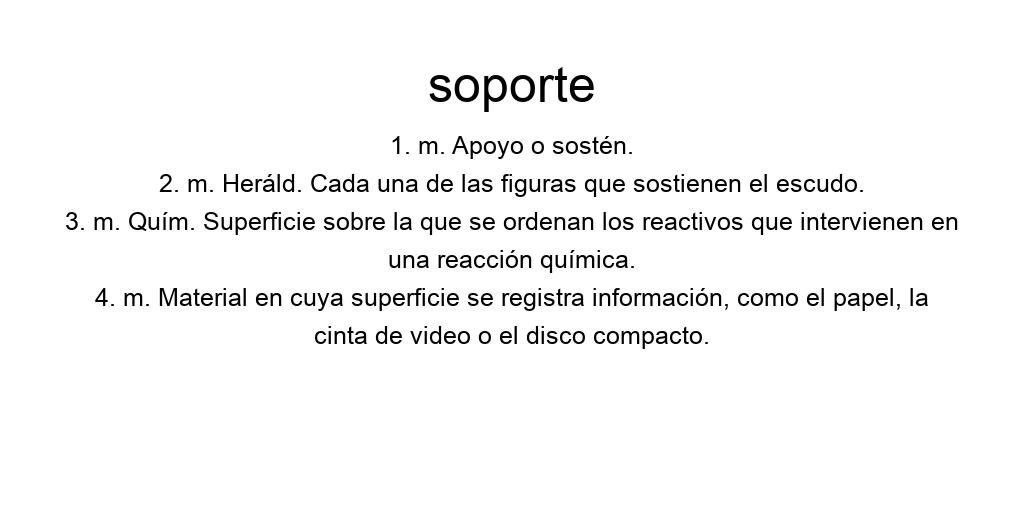 soporte
1. m. Apoyo o sostén.
2. m. Heráld. Cada una de las figuras que sostienen el escudo.
3. m. Quím. Superficie sobre la que se ordenan los reactivos que intervienen en
una reacción química.
4. m. Material en cuya superficie se registra información, como el papel, la
cinta de video o el disco compacto.